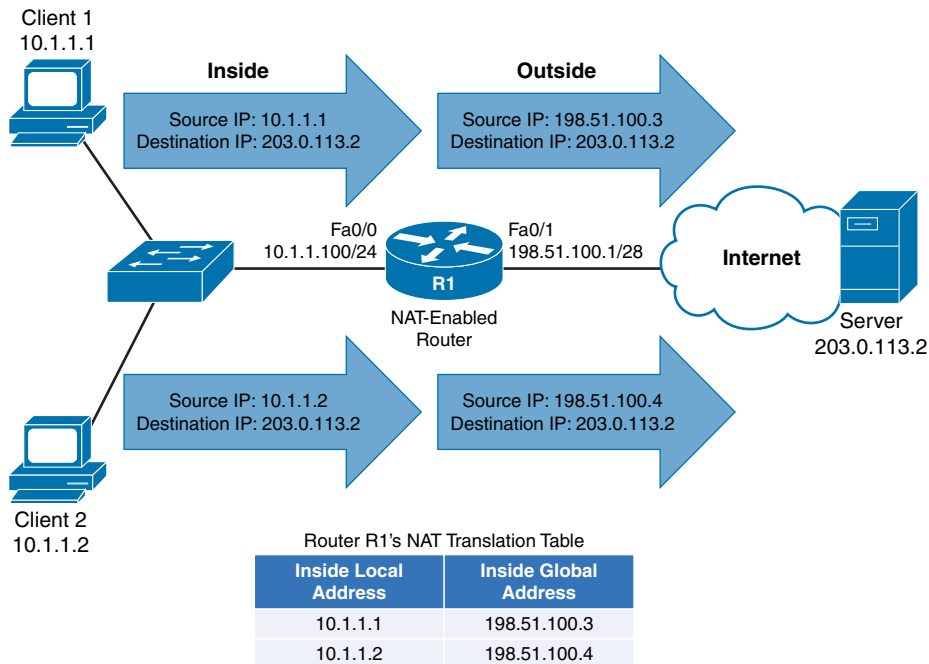 Client 1
10.1.1.1
Inside
Outside
Source IP: 10.1.1.1
Destination IP: 203.0.113.2
Source IP: 198.51.100.3
Destination IP: 203.0.113.2
Fa0/0
10.1.1.100/24
Fa0/1
198.51.100.1/28
R1
NAT-Enabled
Router
Internet
Server
203.0.113.2
Source IP: 10.1.1.2
Destination IP: 203.0.113.2
Source IP: 198.51.100.4
Destination IP: 203.0.113.2
Client 2
10.1.1.2
Router R1's NAT Translation Table
Inside Local
Address
Inside Global
Address
10.1.1.1
198.51.100.3
10.1.1.2
198.51.100.4